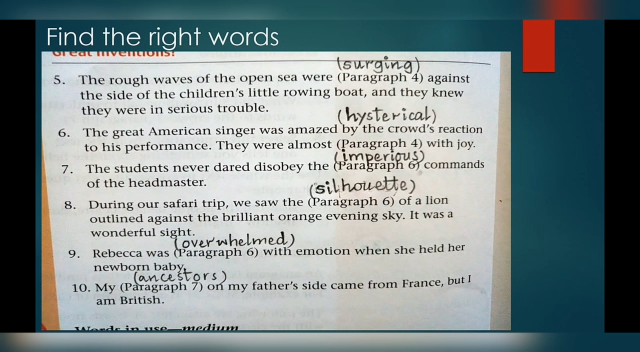 Find the right words
Great Inventions!
(surging)
5. The rough waves of the open sea were (Paragraph 4) against
the side of the children's little rowing boat, and they knew
they were in serious trouble.
(hysterical)
6. The great American singer was amazed by the crowd's reaction
to his performance. They were almost (Paragraph 4) with joy.
(imperious)
7. The students never dared disobey the (Paragraph 6) commands
of the headmaster.
(silhouette)
8. During our safari trip, we saw the (Paragraph 6) of a lion
outlined against the brilliant orange evening sky. It was a
wonderful sight.
(overwhelmed)
9. Rebecca was (Paragraph 6) with emotion when she held her
newborn baby.
(ancestors)
10. My (Paragraph 7) on my father's side came from France, but I
am British.
Words in use—medium